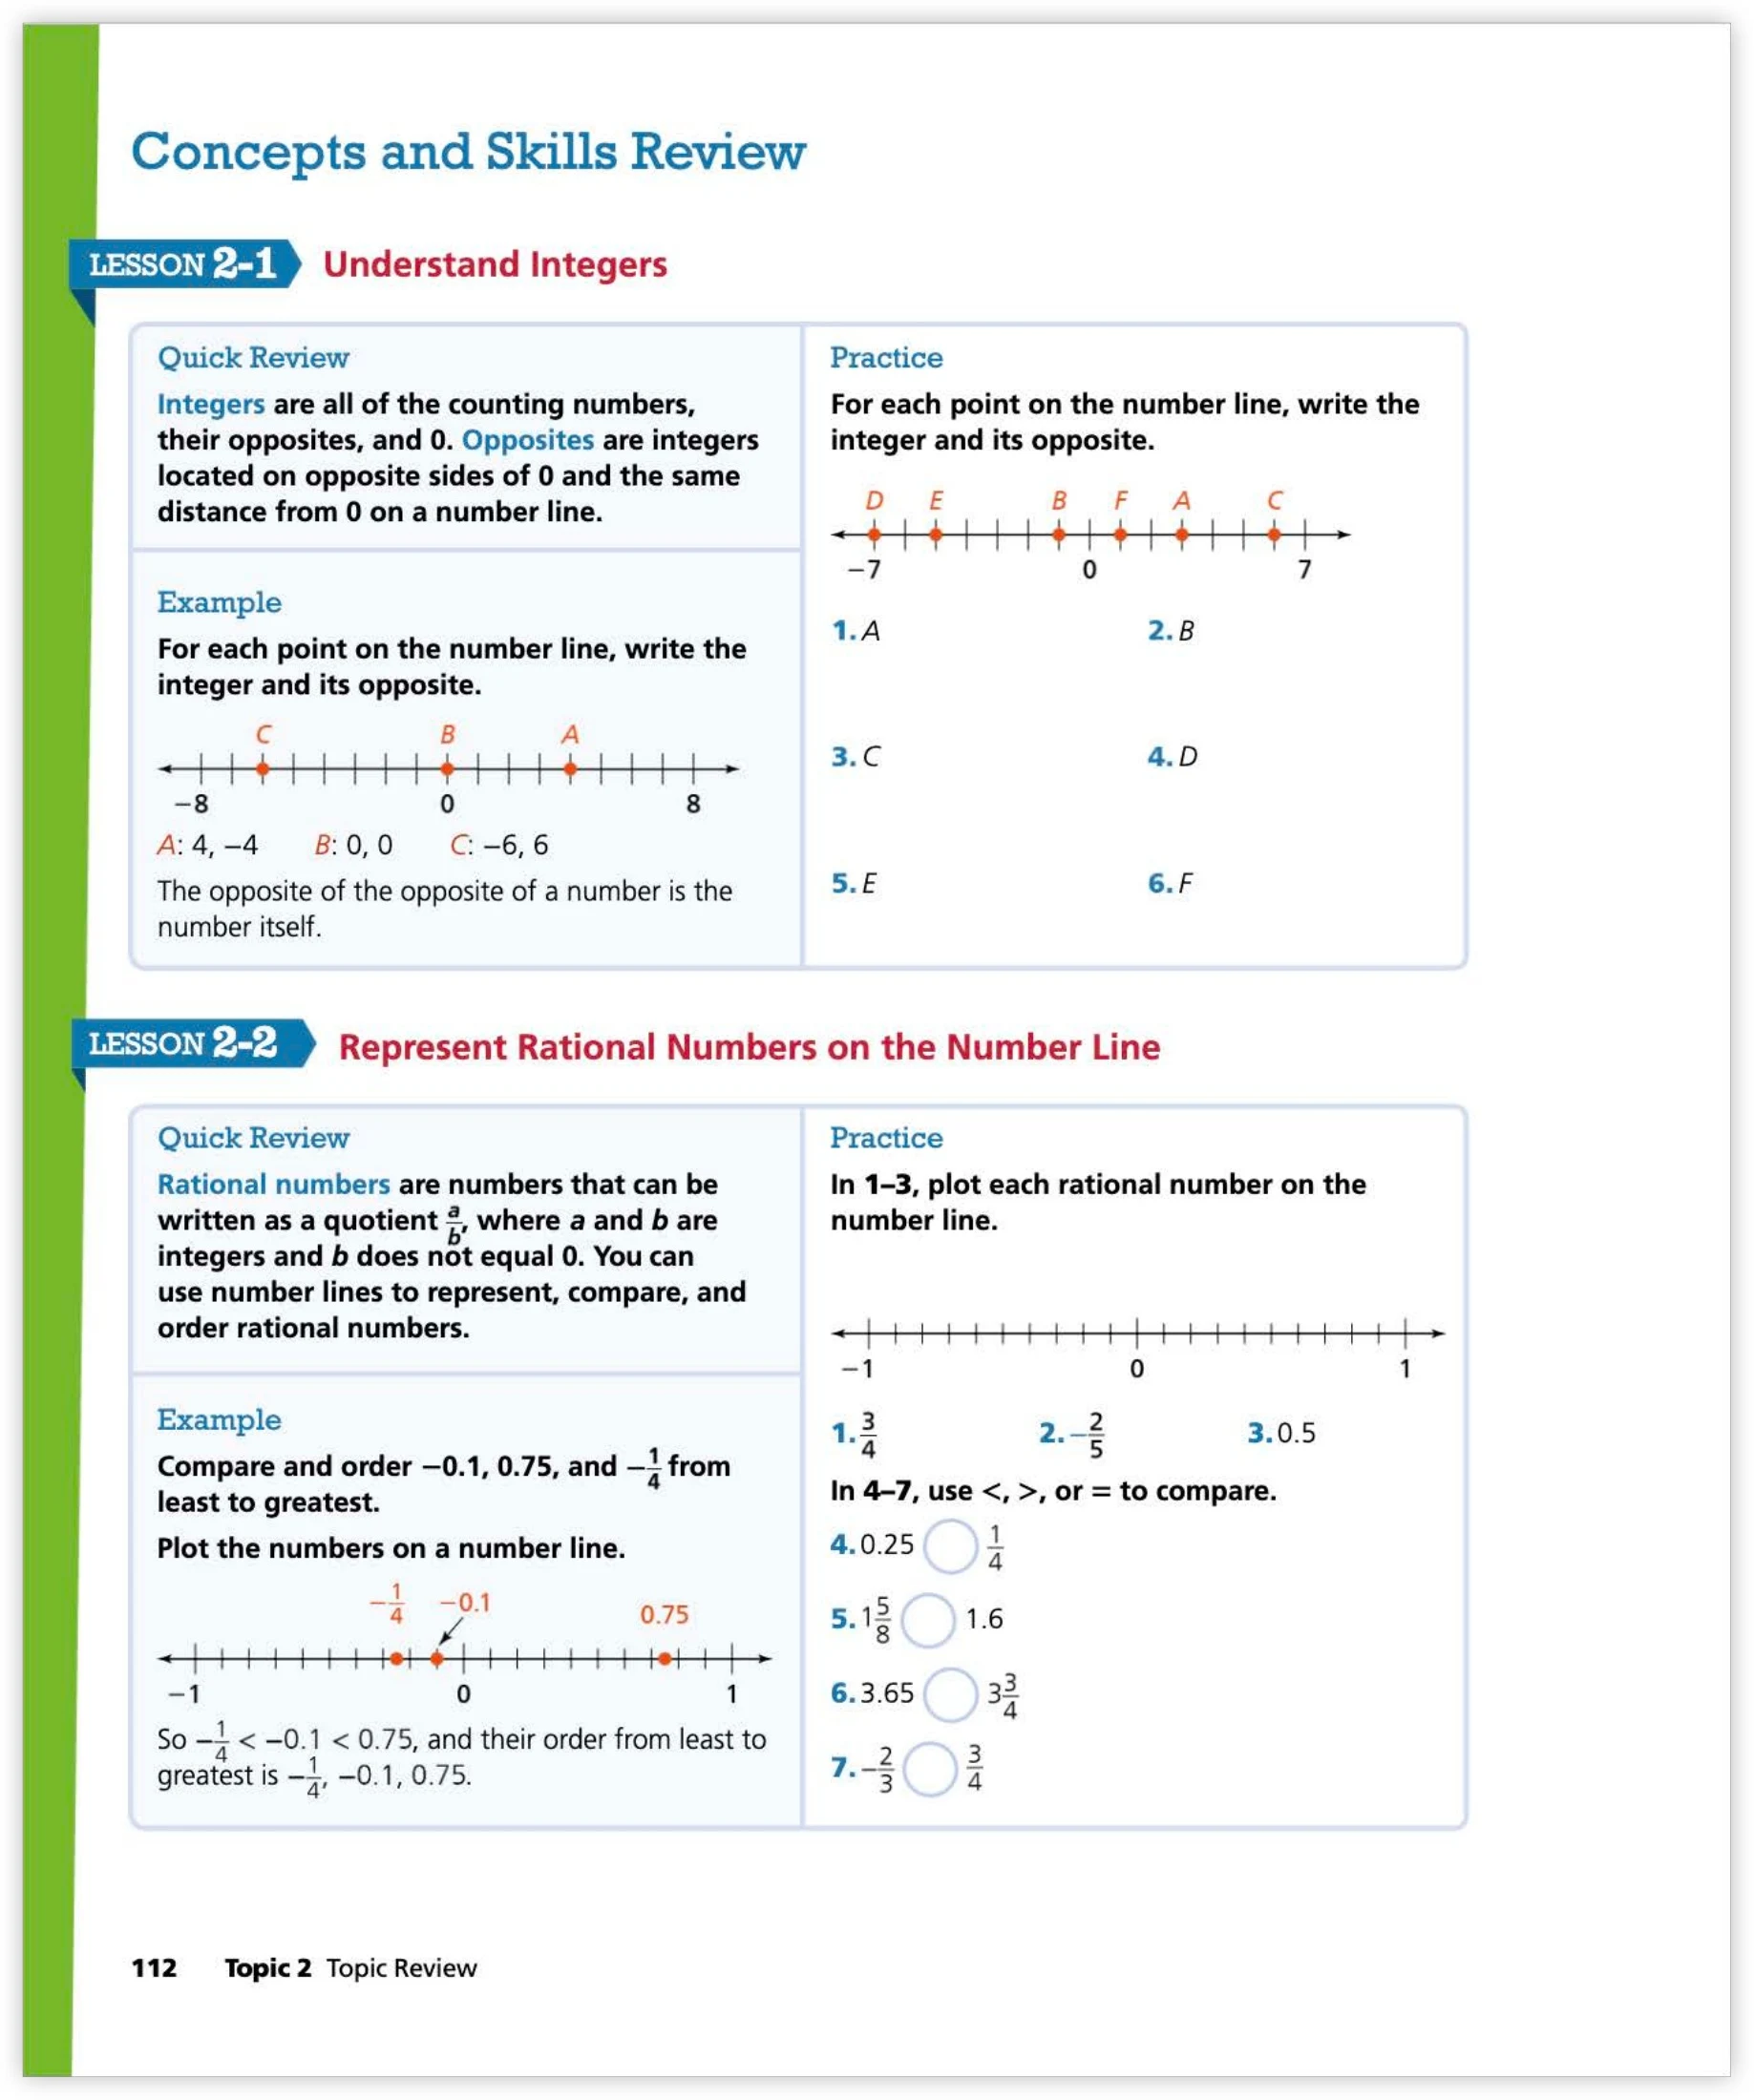 Concepts and Skills Review
LESSON 2-1 Understand Integers
Quick Review
Integers are all of the counting numbers,
their opposites, and 0. Opposites are integers
located on opposite sides of 0 and the same
distance from 0 on a number line.
Example
For each point on the number line, write the
integer and its opposite.
C B A
−8 0 8
A: 4, −4 B: 0, 0 C: −6, 6
The opposite of the opposite of a number is the
number itself.
Practice
For each point on the number line, write the
integer and its opposite.
D E B F A C
−7 0 7
1. A 2. B
3. C 4. D
5. E 6. F
LESSON 2-2 Represent Rational Numbers on the Number Line
Quick Review
Rational numbers are numbers that can be
written as a quotient a/b, where a and b are
integers and b does not equal 0. You can
use number lines to represent, compare, and
order rational numbers.
Example
Compare and order −0.1, 0.75, and −1/4 from
least to greatest.
Plot the numbers on a number line.
−1/4 −0.1 0.75
−1 0 1
So −1/4 < −0.1 < 0.75, and their order from least to
greatest is −1/4, −0.1, 0.75.
Practice
In 1–3, plot each rational number on the
number line.
−1 0 1
1. 3/4 2. −2/5 3. 0.5
In 4–7, use <, >, or = to compare.
4. 0.25 1/4
5. 1 5/8 1.6
6. 3.65 3 3/4
7. −2/3 3/4
112 Topic 2 Topic Review